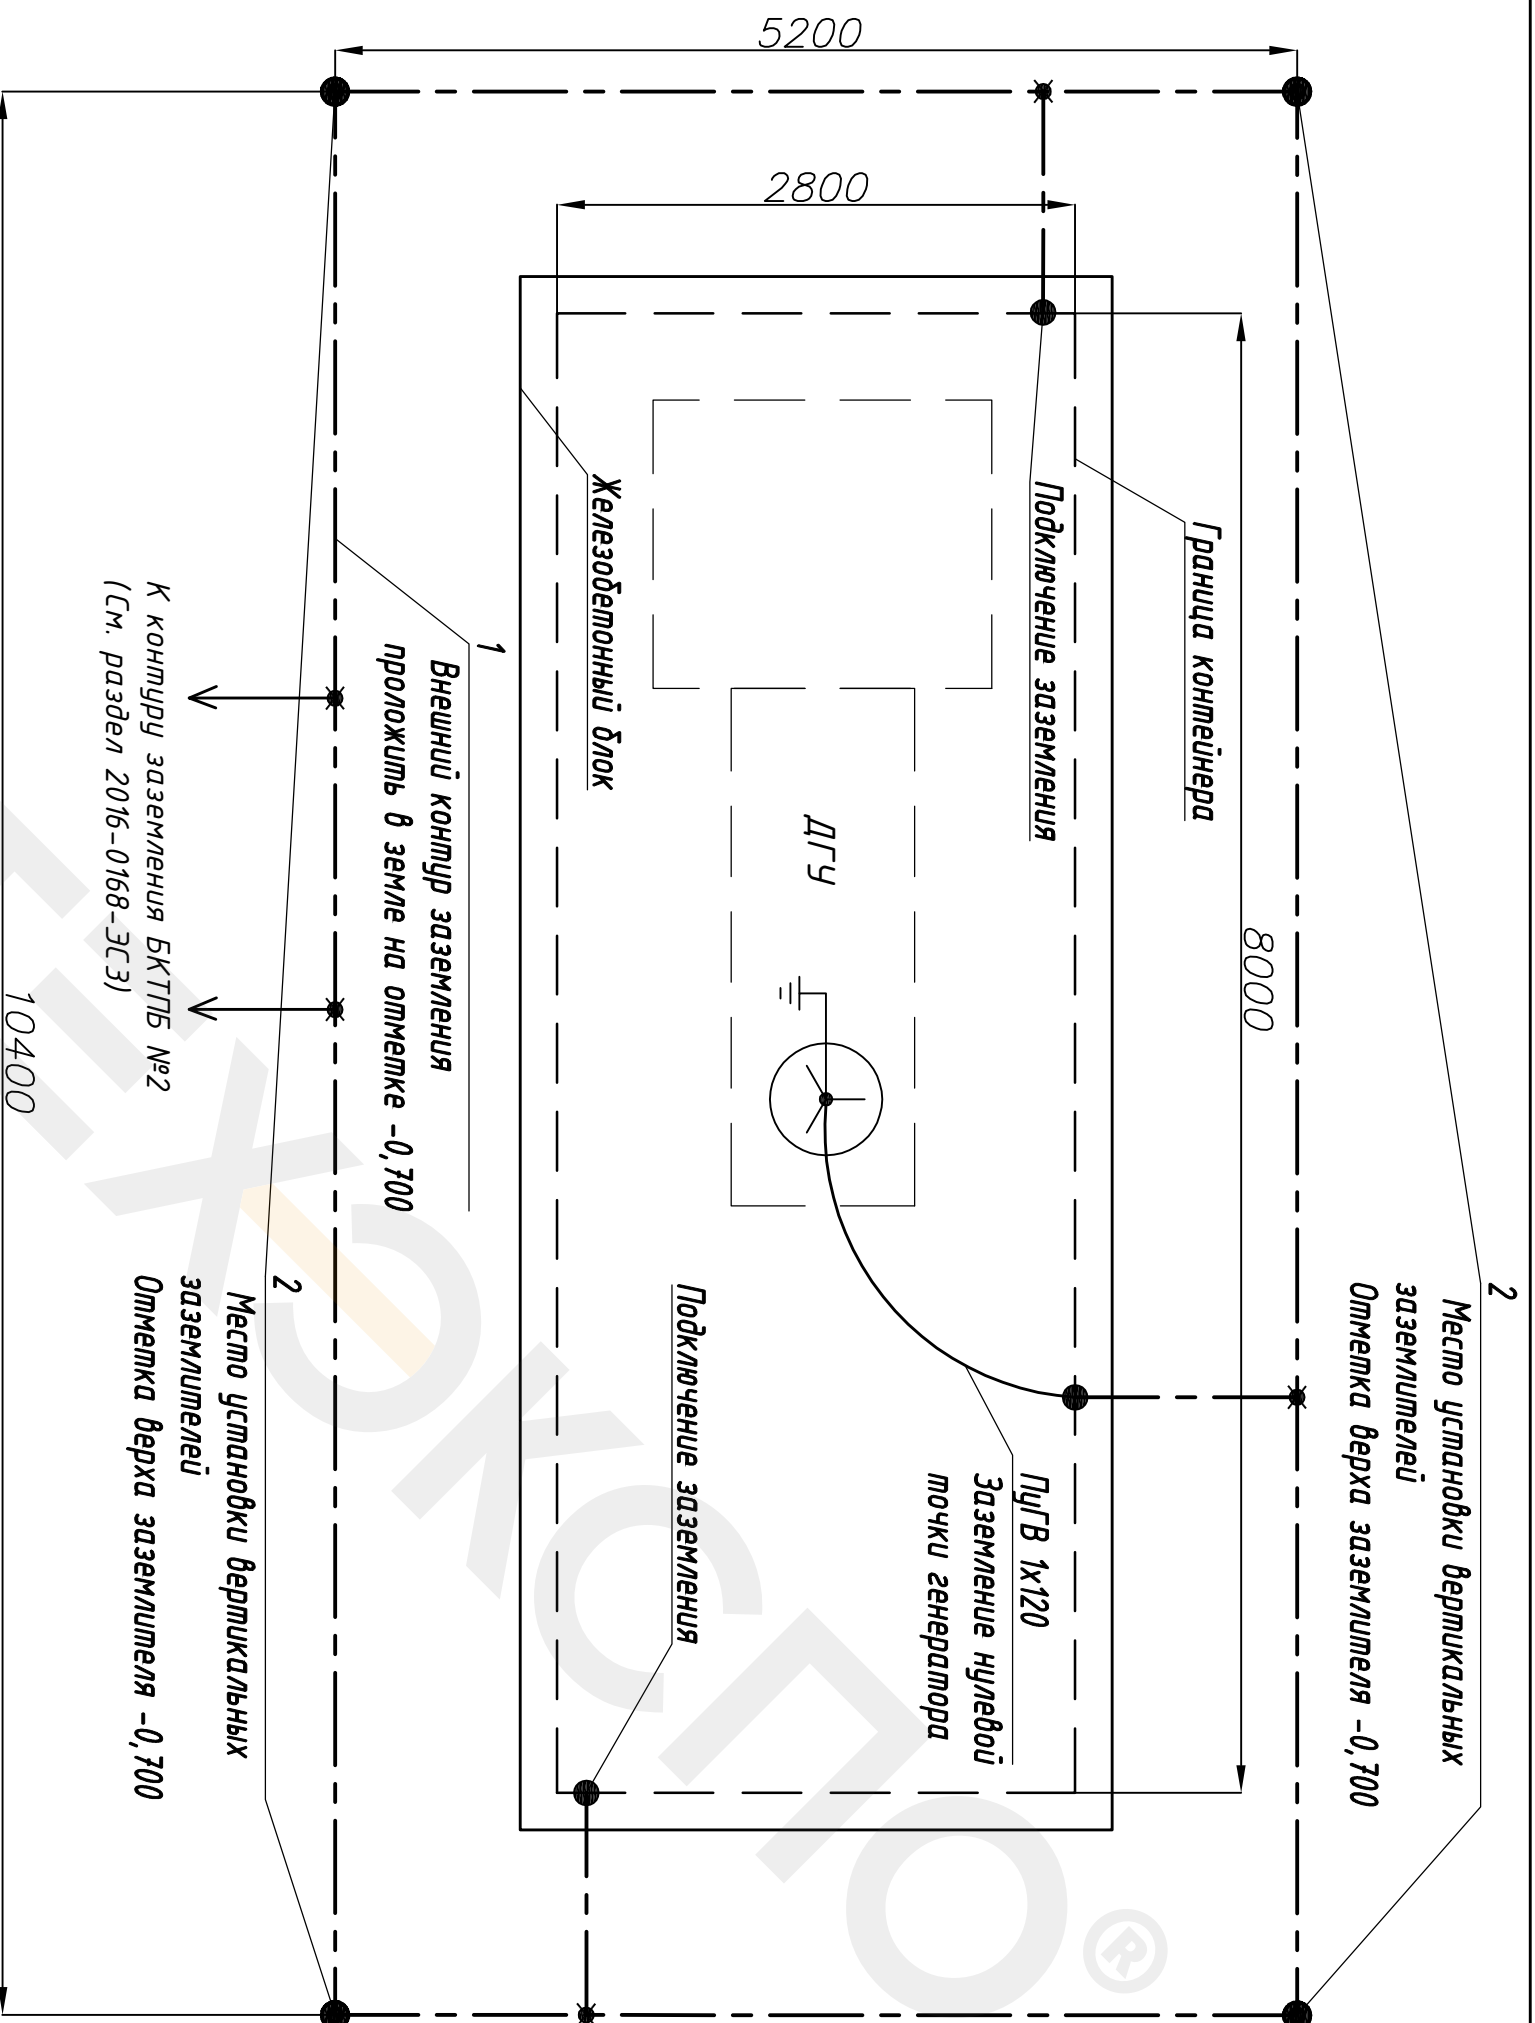 2
Место установки вертикальных
заземлителей
Отметка верха заземлителя -0,700
8000
Граница контейнера
Подключение заземления
ПуГВ 1х120
Заземление нулевой
точки генератора
5200
2800
ДГУ
Подключение заземления
Железобетонный блок
1
Внешний контур заземления
проложить в земле на отметке -0,700
2
Место установки вертикальных
заземлителей
Отметка верха заземлителя -0,700
К контуру заземления БКТПБ №2
(См. раздел 2016-0168-ЭС3)
10400
ТЕХЭКСПО®